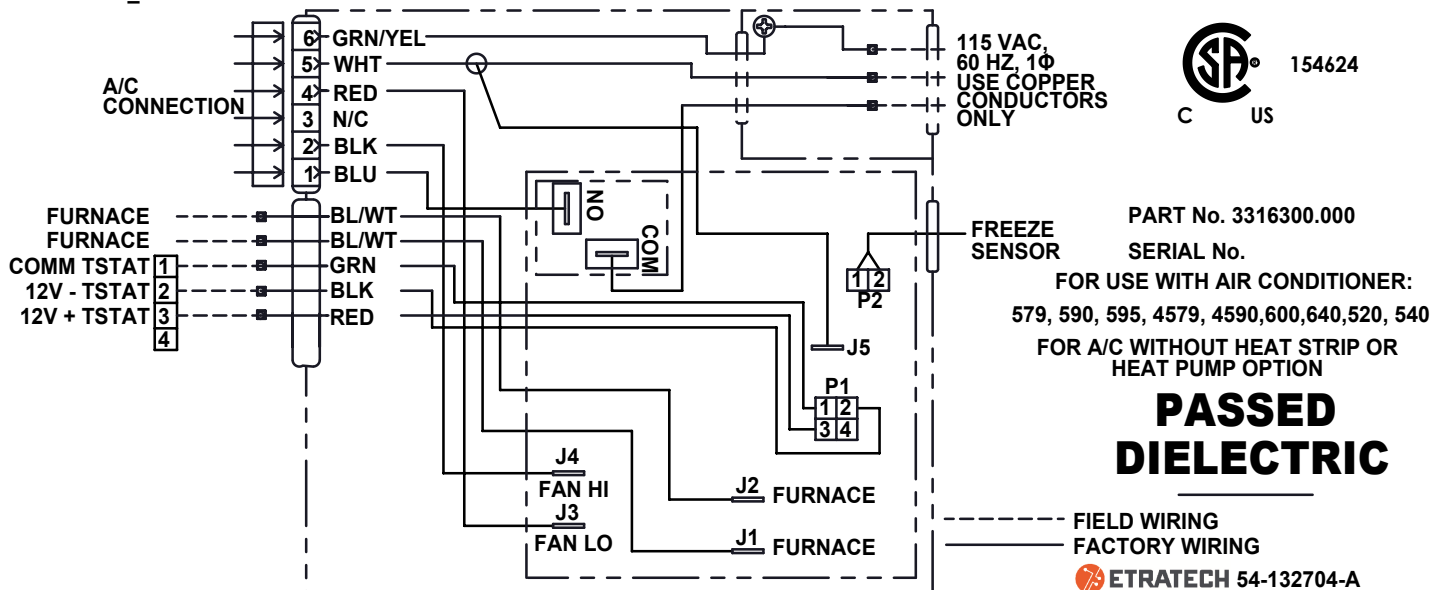 6 GRN/YEL
5 WHT
4 RED
3 N/C
2 BLK
1 BLU
A/C
CONNECTION
115 VAC,
60 HZ, 1Φ
USE COPPER
CONDUCTORS
ONLY
SA ®
C US
154624
FURNACE BL/WT
FURNACE BL/WT
COMM TSTAT 1 GRN
12V - TSTAT 2 BLK
12V + TSTAT 3 RED
4
NO
COM
FREEZE
SENSOR
1 2
P2
J5
P1
1 2
3 4
J4
FAN HI
J3
FAN LO
J2 FURNACE
J1 FURNACE
PART No. 3316300.000
SERIAL No.
FOR USE WITH AIR CONDITIONER:
579, 590, 595, 4579, 4590,600,640,520, 540
FOR A/C WITHOUT HEAT STRIP OR
HEAT PUMP OPTION
PASSED
DIELECTRIC
FIELD WIRING
FACTORY WIRING
ETRATECH 54-132704-A